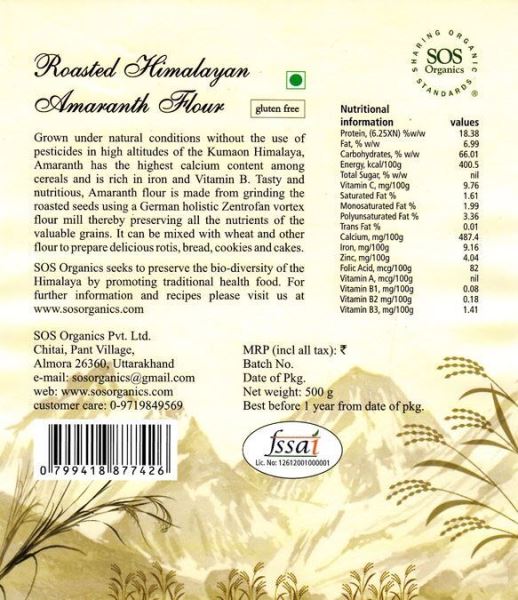 SHARING ORGANIC
SOS
Organics
STANDARDS
®
Roasted Himalayan
Amaranth Flour
gluten free
Grown under natural conditions without the use of
pesticides in high altitudes of the Kumaon Himalaya,
Amaranth has the highest calcium content among
cereals and is rich in iron and Vitamin B. Tasty and
nutritious, Amaranth flour is made from grinding the
roasted seeds using a German holistic Zentrofan vortex
flour mill thereby preserving all the nutrients of the
valuable grains. It can be mixed with wheat and other
flour to prepare delicious rotis, bread, cookies and cakes.
SOS Organics seeks to preserve the bio-diversity of the
Himalaya by promoting traditional health food. For
further information and recipes please visit us at
www.sosorganics.com
Nutritional
information values
Protein, (6.25XN) %w/w 18.38
Fat, % w/w 6.99
Carbohydrates, % w/w 66.01
Energy, kcal/100g 400.5
Total Sugar, % w/w nil
Vitamin C, mg/100g 9.76
Saturated Fat % 1.61
Monosaturated Fat % 1.99
Polyunsaturated Fat % 3.36
Trans Fat % 0.01
Calcium, mg/100g 487.4
Iron, mg/100g 9.16
Zinc, mg/100g 4.04
Folic Acid, mcg/100g 82
Vitamin A, mcg/100g nil
Vitamin B1, mg/100g 0.08
Vitamin B2 mg/100g 0.18
Vitamin B3, mg/100g 1.41
SOS Organics Pvt. Ltd.
Chitai, Pant Village,
Almora 26360, Uttarakhand
e-mail: sosorganics@gmail.com
web: www.sosorganics.com
customer care: 0-9719849569
MRP (incl all tax): ₹
Batch No.
Date of Pkg.
Net weight: 500 g
Best before 1 year from date of pkg.
0 799418 877426
fssai
Lic. No: 12612001000001